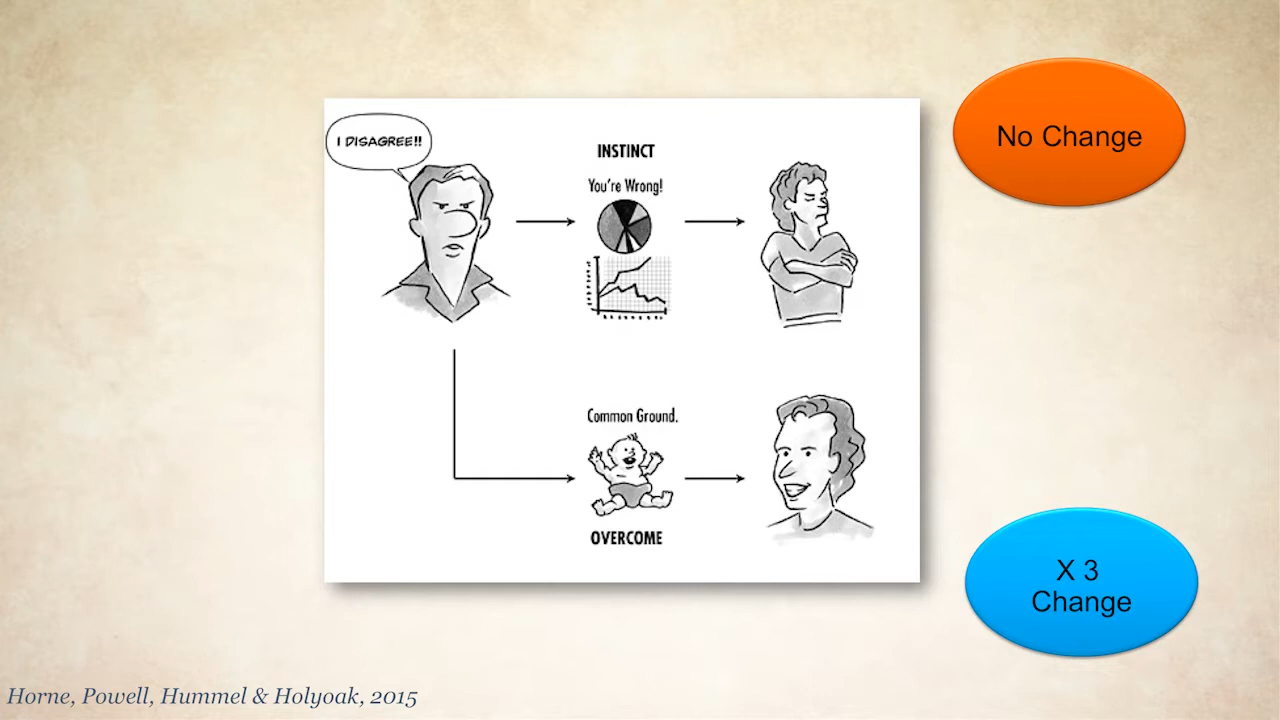 I DISAGREE!!
INSTINCT
You're Wrong!
No Change
Common Ground.
OVERCOME
X 3
Change
Horne, Powell, Hummel & Holyoak, 2015